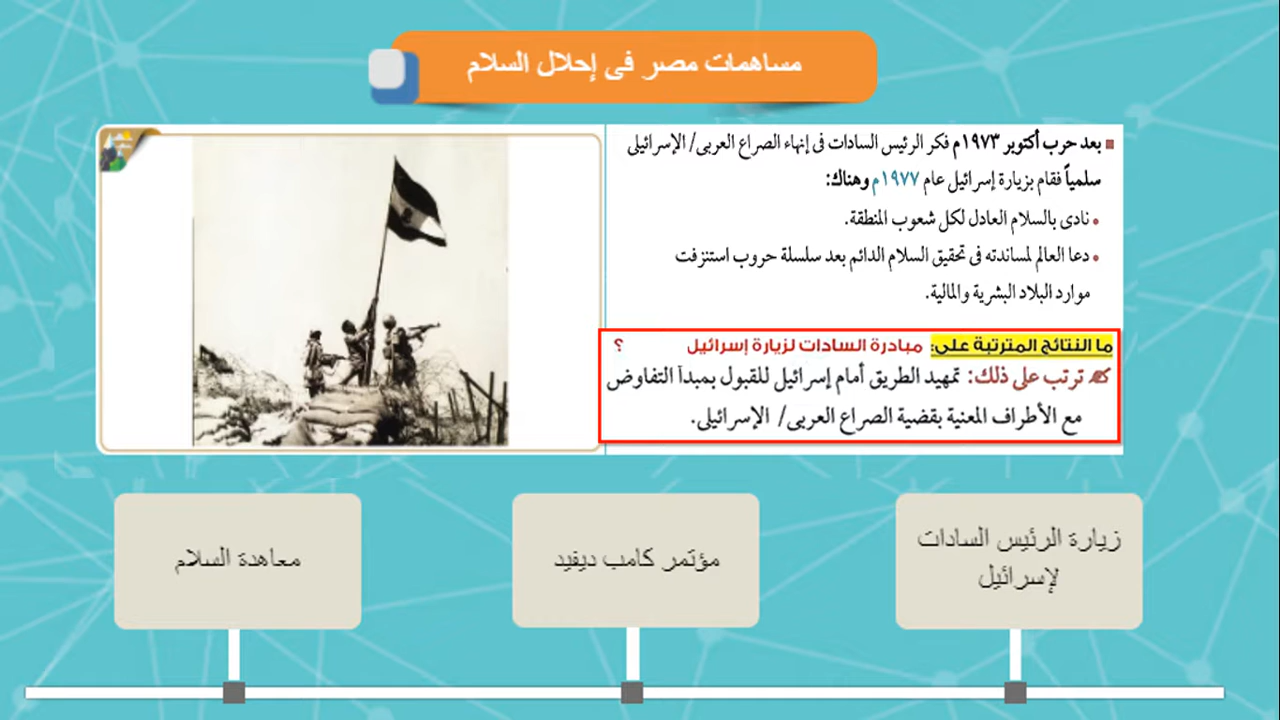 مساهمات مصر فى إحلال السلام
بعد حرب أكتوبر ١٩٧٣م فكر الرئيس السادات فى إنهاء الصراع العربى/ الإسرائيلى
سلمياً فقام بزيارة إسرائيل عام ١٩٧٧م وهناك:
• نادى بالسلام العادل لكل شعوب المنطقة.
• دعا العالم لمساندته فى تحقيق السلام الدائم بعد سلسلة حروب استنزفت
موارد البلاد البشرية والمالية.
ما النتائج المترتبة على: مبادرة السادات لزيارة إسرائيل ؟
ترتب على ذلك: تمهيد الطريق أمام إسرائيل للقبول بمبدآ التفاوض
مع الأطراف المعنية بقضية الصراع العربى/ الإسرائيلى.
زيارة الرئيس السادات
لإسرائيل
مؤتمر كامب ديفيد
معاهدة السلام